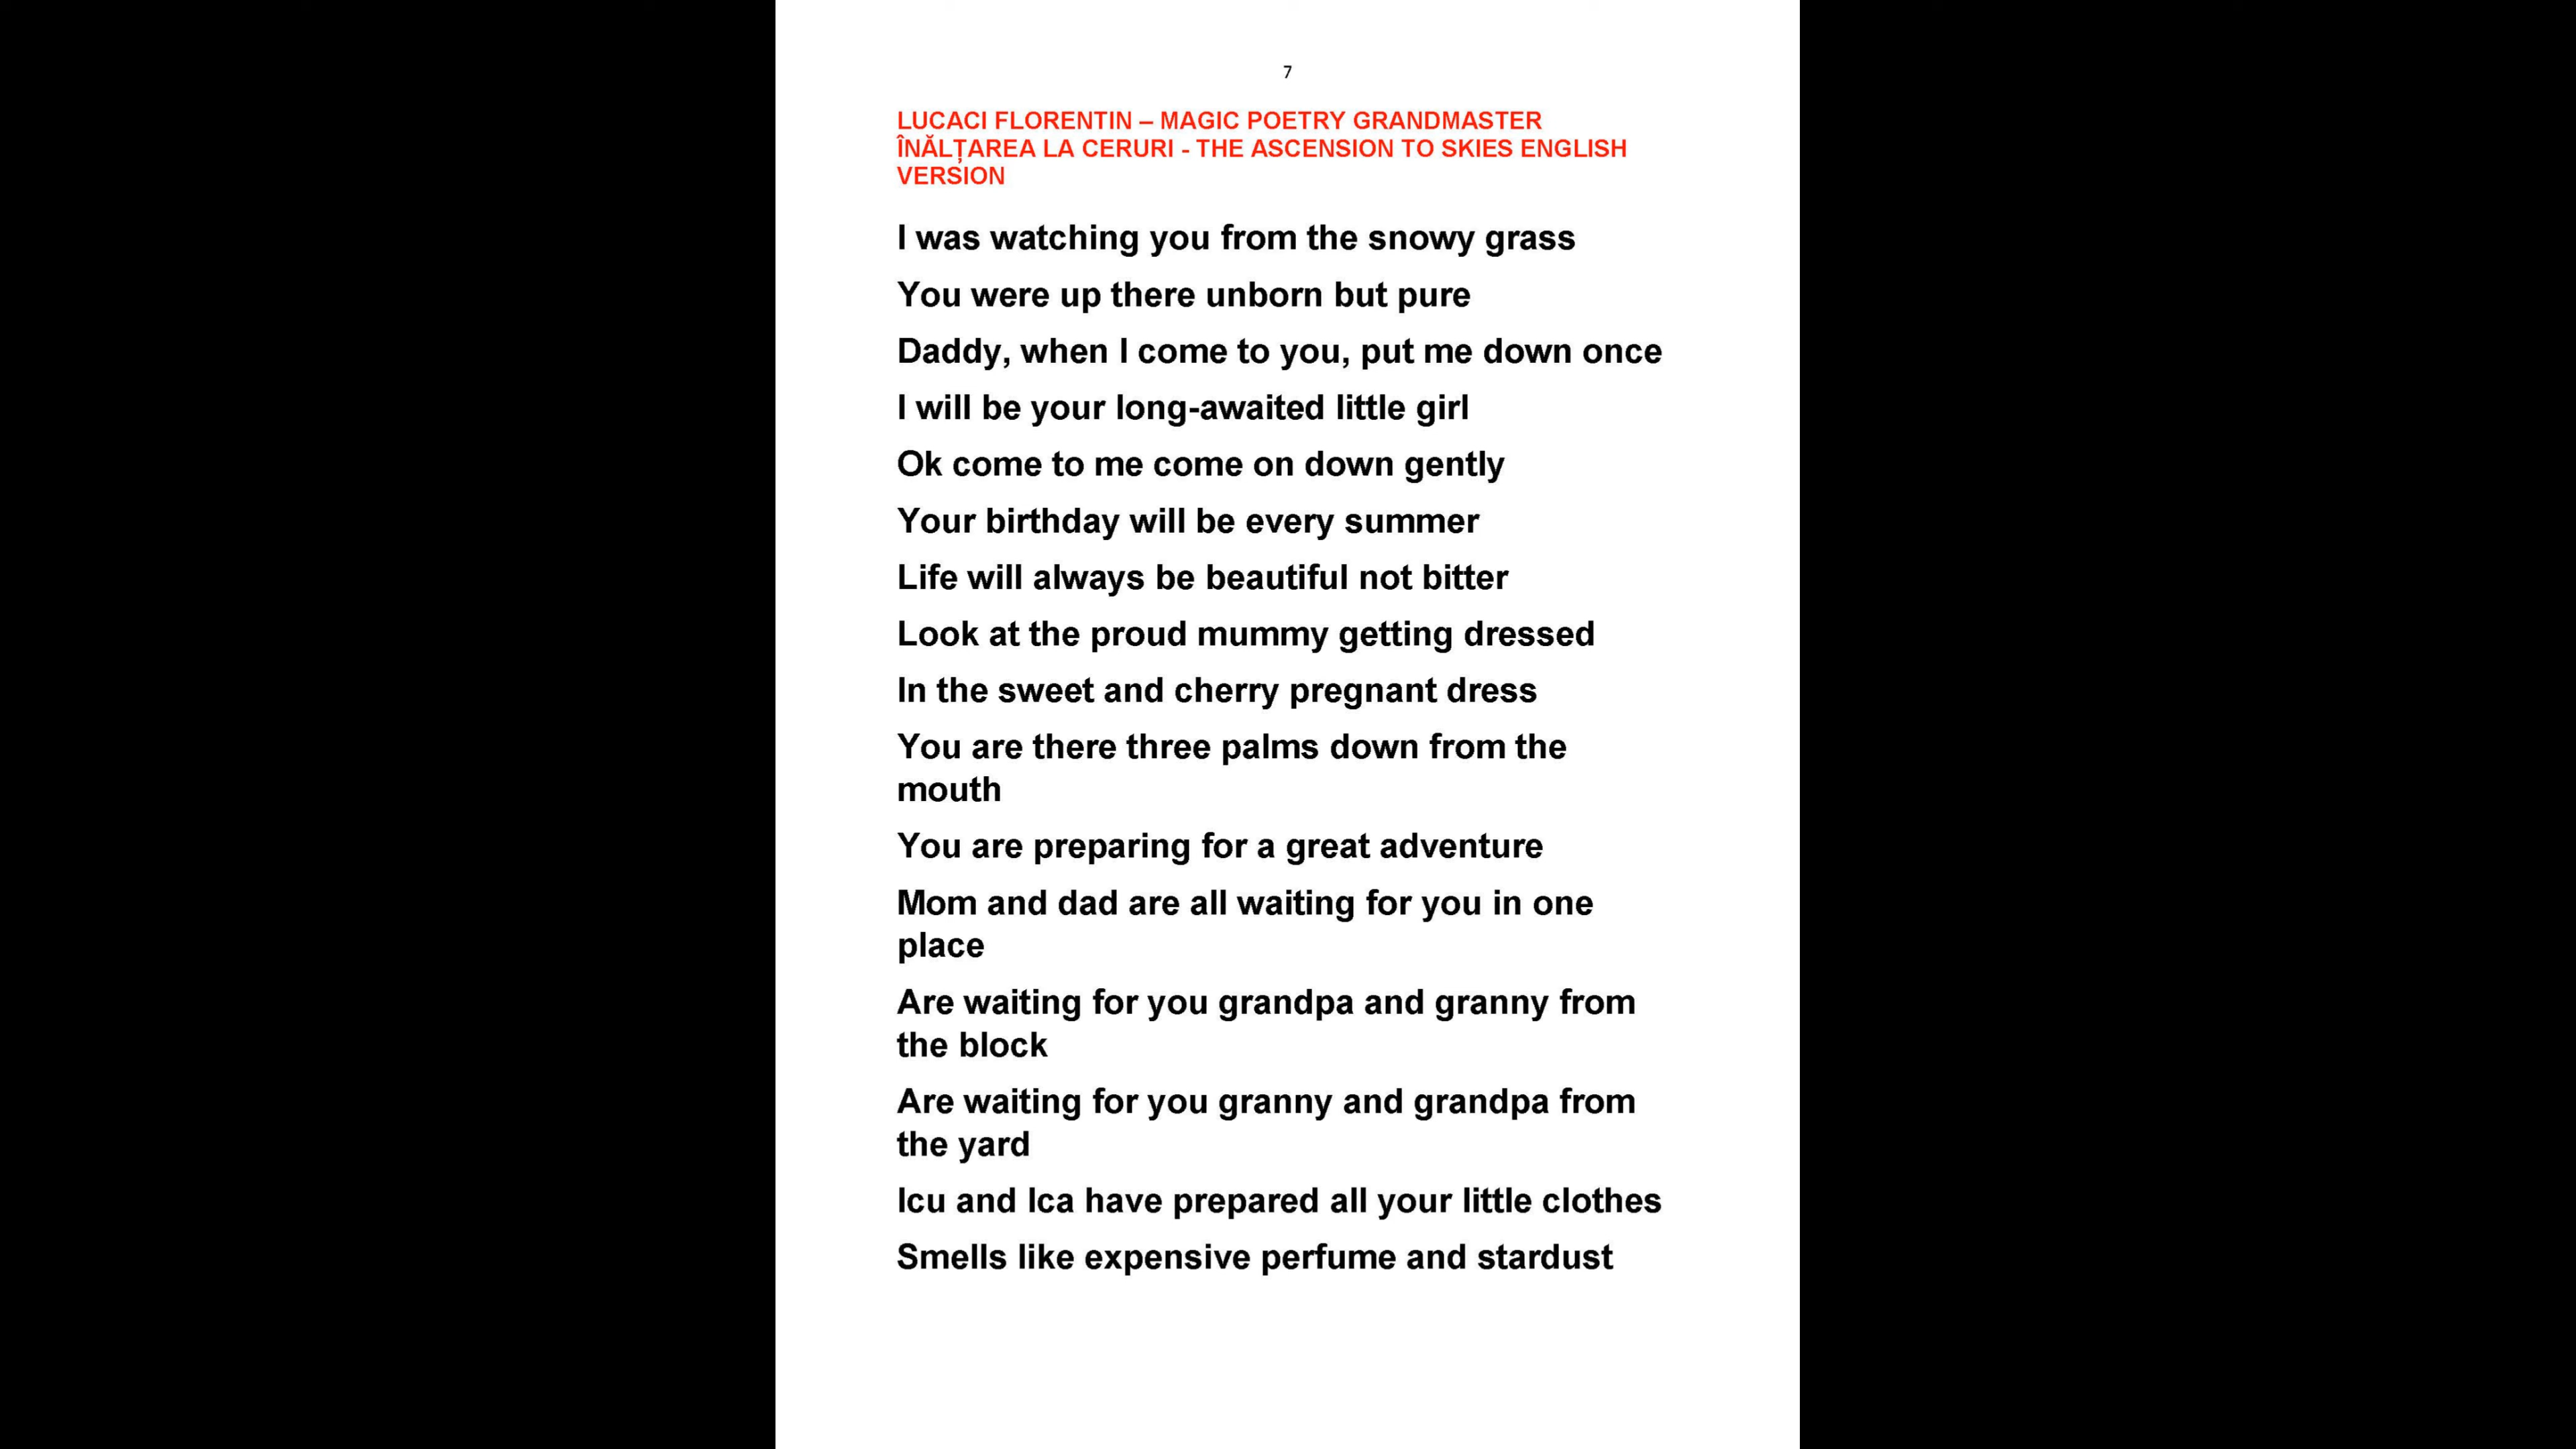 7
LUCACI FLORENTIN – MAGIC POETRY GRANDMASTER
ÎNĂLȚAREA LA CERURI - THE ASCENSION TO SKIES ENGLISH
VERSION
I was watching you from the snowy grass
You were up there unborn but pure
Daddy, when I come to you, put me down once
I will be your long-awaited little girl
Ok come to me come on down gently
Your birthday will be every summer
Life will always be beautiful not bitter
Look at the proud mummy getting dressed
In the sweet and cherry pregnant dress
You are there three palms down from the
mouth
You are preparing for a great adventure
Mom and dad are all waiting for you in one
place
Are waiting for you grandpa and granny from
the block
Are waiting for you granny and grandpa from
the yard
Icu and Ica have prepared all your little clothes
Smells like expensive perfume and stardust